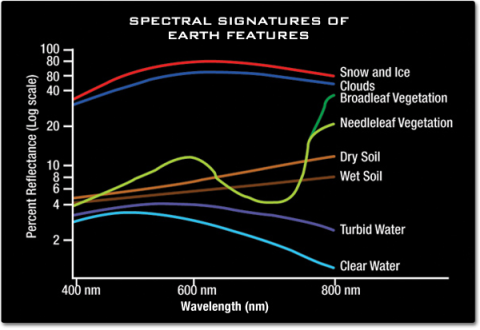 SPECTRAL SIGNATURES OF
EARTH FEATURES
Percent Reflectance (Log scale)
100
80
80
40
20
10
8
6
4
2
Snow and Ice
Clouds
Broadleaf Vegetation
Needleleaf Vegetation
Dry Soil
Wet Soil
Turbid Water
Clear Water
400 nm
600 nm
800 nm
Wavelength (nm)